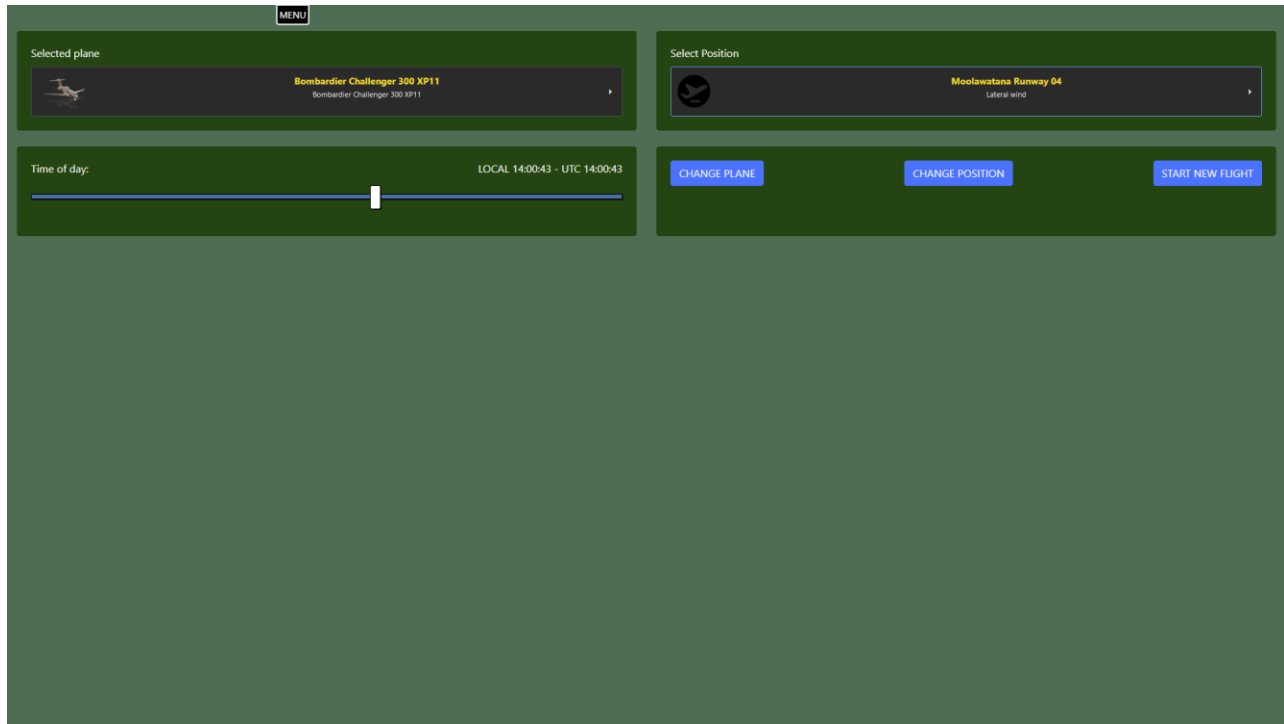 MENU
Selected plane
Bombardier Challenger 300 XP11
Bombardier Challenger 300 XP11
Select Position
Moolawatana Runway 04
Lateral wind
Time of day:
LOCAL 14:00:43 - UTC 14:00:43
CHANGE PLANE
CHANGE POSITION
START NEW FLIGHT